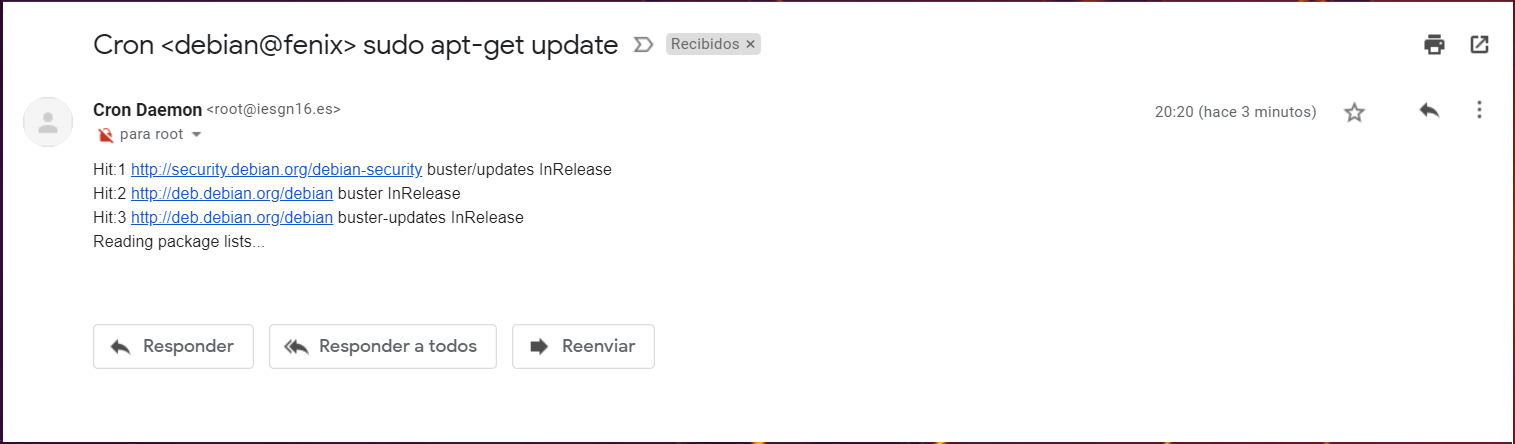 Cron <debian@fenix> sudo apt-get update Recibidos ×
Cron Daemon <root@iesgn16.es> 20:20 (hace 3 minutos)
para root
Hit:1 http://security.debian.org/debian-security buster/updates InRelease
Hit:2 http://deb.debian.org/debian buster InRelease
Hit:3 http://deb.debian.org/debian buster-updates InRelease
Reading package lists...
Responder Responder a todos Reenviar